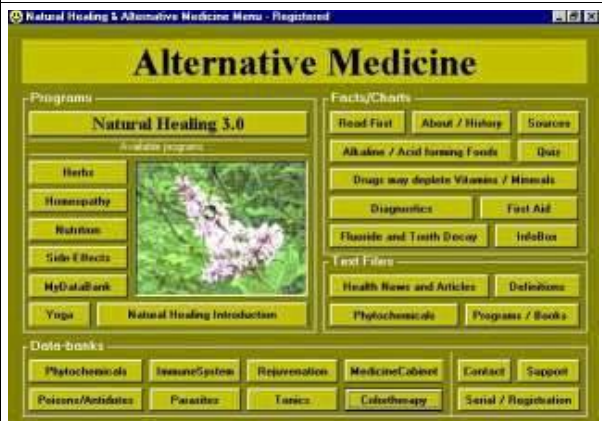 Natural Healing & Alternative Medicine Menu - Registered
Alternative Medicine
Programs
Natural Healing 3.0
Available programs
Herbs
Homeopathy
Nutrition
Side Effects
MyDataBank
Yoga
Natural Healing Introduction
Facts/Charts
Read First
About / History
Sources
Alkaline / Acid forming Foods
Quiz
Drugs may deplete Vitamins / Minerals
Diagnostics
First Aid
Fluoride and Tooth Decay
InfoBox
Text Files
Health News and Articles
Definitions
Phytochemicals
Programs / Books
Data-banks
Phytochemicals
ImmuneSystem
Rejuvenation
MedicineCabinet
Contact
Support
Poisons/Antidotes
Parasites
Tonics
Colortherapy
Serial / Registration